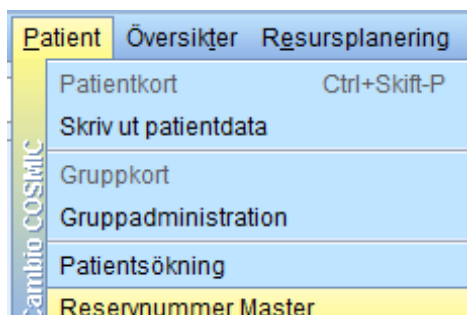 Patient Översikter Resursplanering
Patientkort Ctrl+Skift-P
Skriv ut patientdata
Gruppkort
Gruppadministration
Patientsökning
Reservnummer Master
Cambio COSMIC